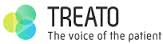 TREATO
The voice of the patient